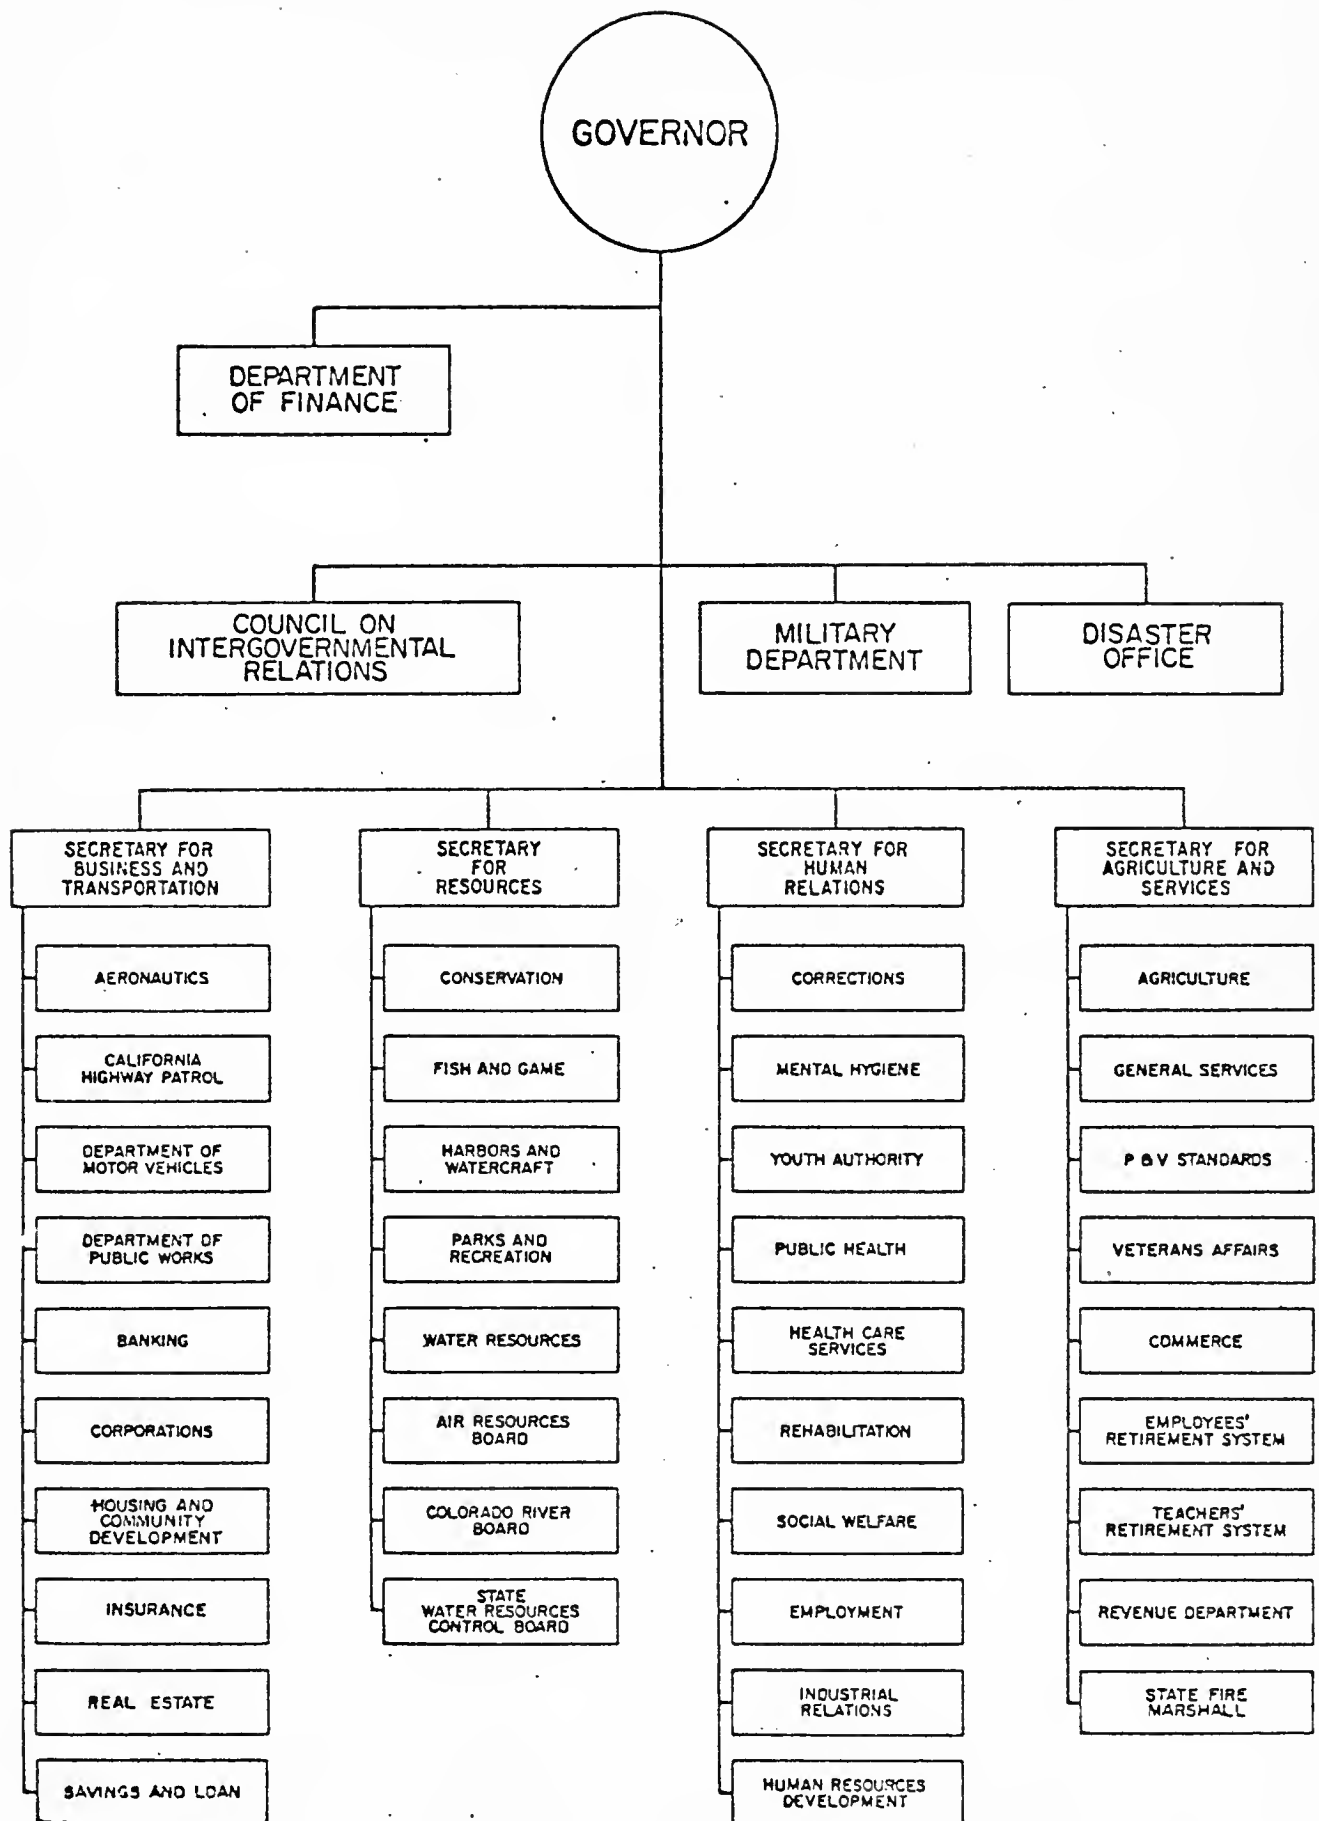 GOVERNOR
DEPARTMENT
OF FINANCE
COUNCIL ON
INTERGOVERNMENTAL
RELATIONS
MILITARY
DEPARTMENT
DISASTER
OFFICE
SECRETARY FOR
BUSINESS AND
TRANSPORTATION
AERONAUTICS
CALIFORNIA
HIGHWAY PATROL
DEPARTMENT OF
MOTOR VEHICLES
DEPARTMENT OF
PUBLIC WORKS
BANKING
CORPORATIONS
HOUSING AND
COMMUNITY
DEVELOPMENT
INSURANCE
REAL ESTATE
SAVINGS AND LOAN
SECRETARY
FOR
RESOURCES
CONSERVATION
FISH AND GAME
HARBORS AND
WATERCRAFT
PARKS AND
RECREATION
WATER RESOURCES
AIR RESOURCES
BOARD
COLORADO RIVER
BOARD
STATE
WATER RESOURCES
CONTROL BOARD
SECRETARY FOR
HUMAN
RELATIONS
CORRECTIONS
MENTAL HYGIENE
YOUTH AUTHORITY
PUBLIC HEALTH
HEALTH CARE
SERVICES
REHABILITATION
SOCIAL WELFARE
EMPLOYMENT
INDUSTRIAL
RELATIONS
HUMAN RESOURCES
DEVELOPMENT
SECRETARY FOR
AGRICULTURE AND
SERVICES
AGRICULTURE
GENERAL SERVICES
P & V STANDARDS
VETERANS AFFAIRS
COMMERCE
EMPLOYEES'
RETIREMENT SYSTEM
TEACHERS'
RETIREMENT SYSTEM
REVENUE DEPARTMENT
STATE FIRE
MARSHALL